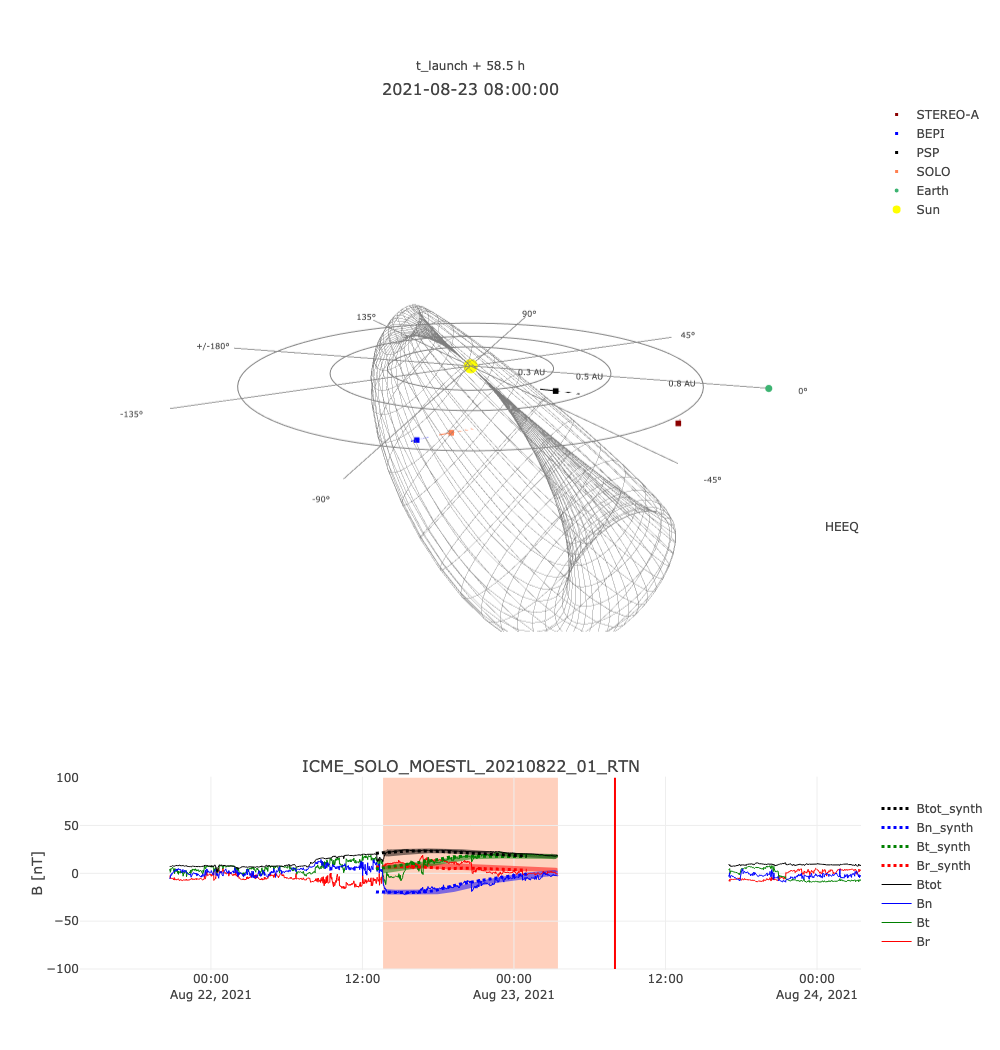 t_launch + 58.5 h
2021-08-23 08:00:00
STEREO-A
BEPI
PSP
SOLO
Earth
Sun
90°
135°
45°
+/-180°
0.3 AU
0.5 AU
0.8 AU
0°
-135°
-45°
-90°
HEEQ
ICME_SOLO_MOESTL_20210822_01_RTN
B [nT]
100
50
0
−50
−100
00:00
Aug 22, 2021
12:00
00:00
Aug 23, 2021
12:00
00:00
Aug 24, 2021
Btot_synth
Bn_synth
Bt_synth
Br_synth
Btot
Bn
Bt
Br